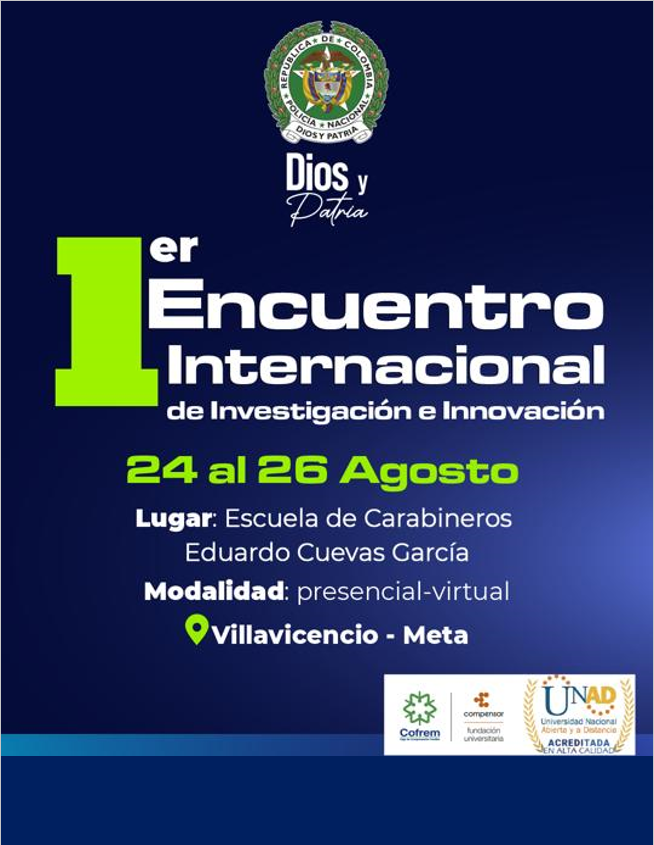 REPÚBLICA DE COLOMBIA
POLICÍA NACIONAL
DIOS Y PATRIA
Dios y
Patria
1er
Encuentro
Internacional
de Investigación e Innovación
24 al 26 Agosto
Lugar: Escuela de Carabineros
Eduardo Cuevas García
Modalidad: presencial-virtual
Villavicencio - Meta
Cofrem
compensar
fundación
universitaria
UNAD
Universidad Nacional
Abierta y a Distancia
ACREDITADA
EN ALTA CALIDAD